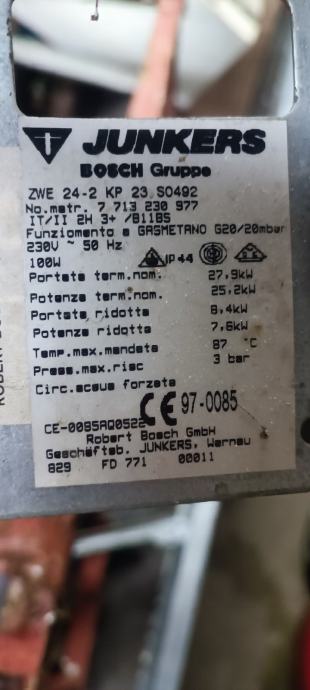 JUNKERS
BOSCH Gruppe
ZWE 24-2 KP 23 S0492
No.matr. 7 713 230 977
IT/II 2H 3+ /81185
Funzionmento a GASMETANO G20/20mbar
230V ~ 50 Hz
100W IP44
Portata term.nom. 27,9kW
Potenza term.nom. 25,2kW
Portata ridotta 8,4kW
Potenza ridotta 7,6kW
Temp.max.mandata 87 °C
Press.max.risc 3 bar
Circ.acqua forzata
CE 97-0085
CE-0085AQ0522
Robert Bosch GmbH
Geschäftsb. JUNKERS, Wernau
829 FD 771 00011
ROBERT